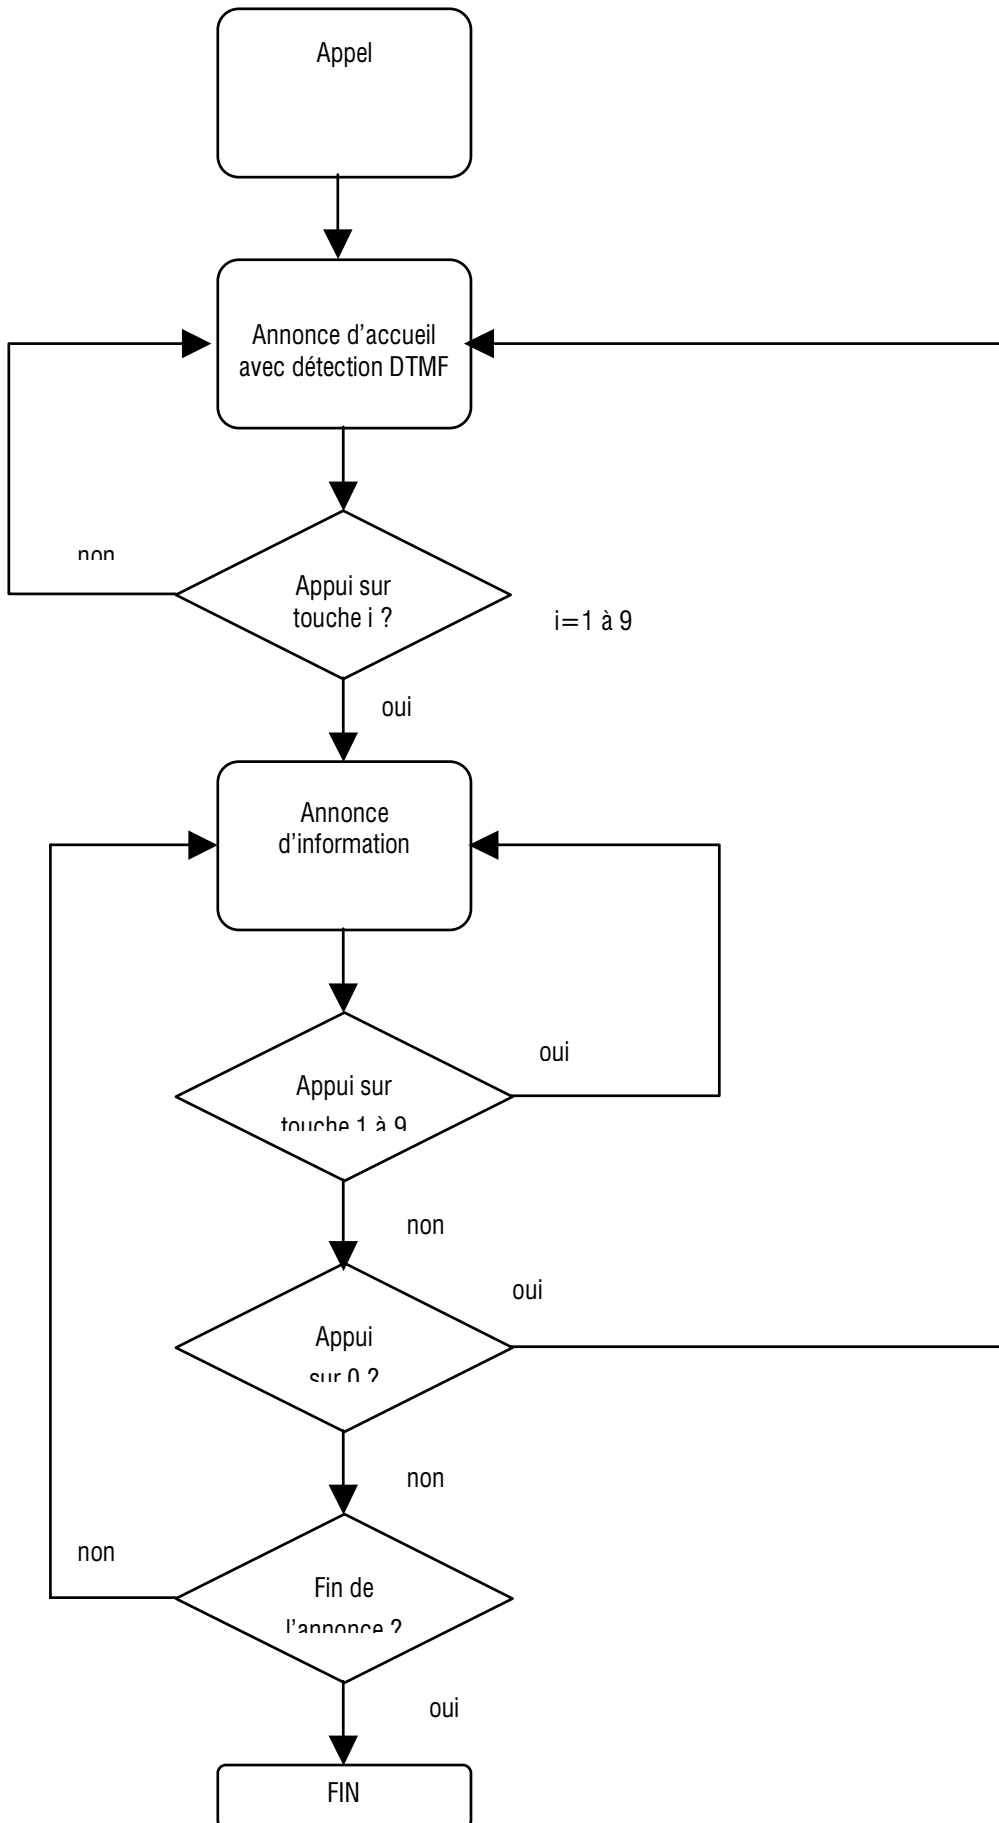 Appel
Annonce d'accueil
avec détection DTMF
non
Appui sur
touche i ?
i=1 à 9
oui
Annonce
d'information
oui
Appui sur
touche 1 à 9
non
oui
Appui
sur 0 ?
non
non
Fin de
l'annonce ?
oui
FIN